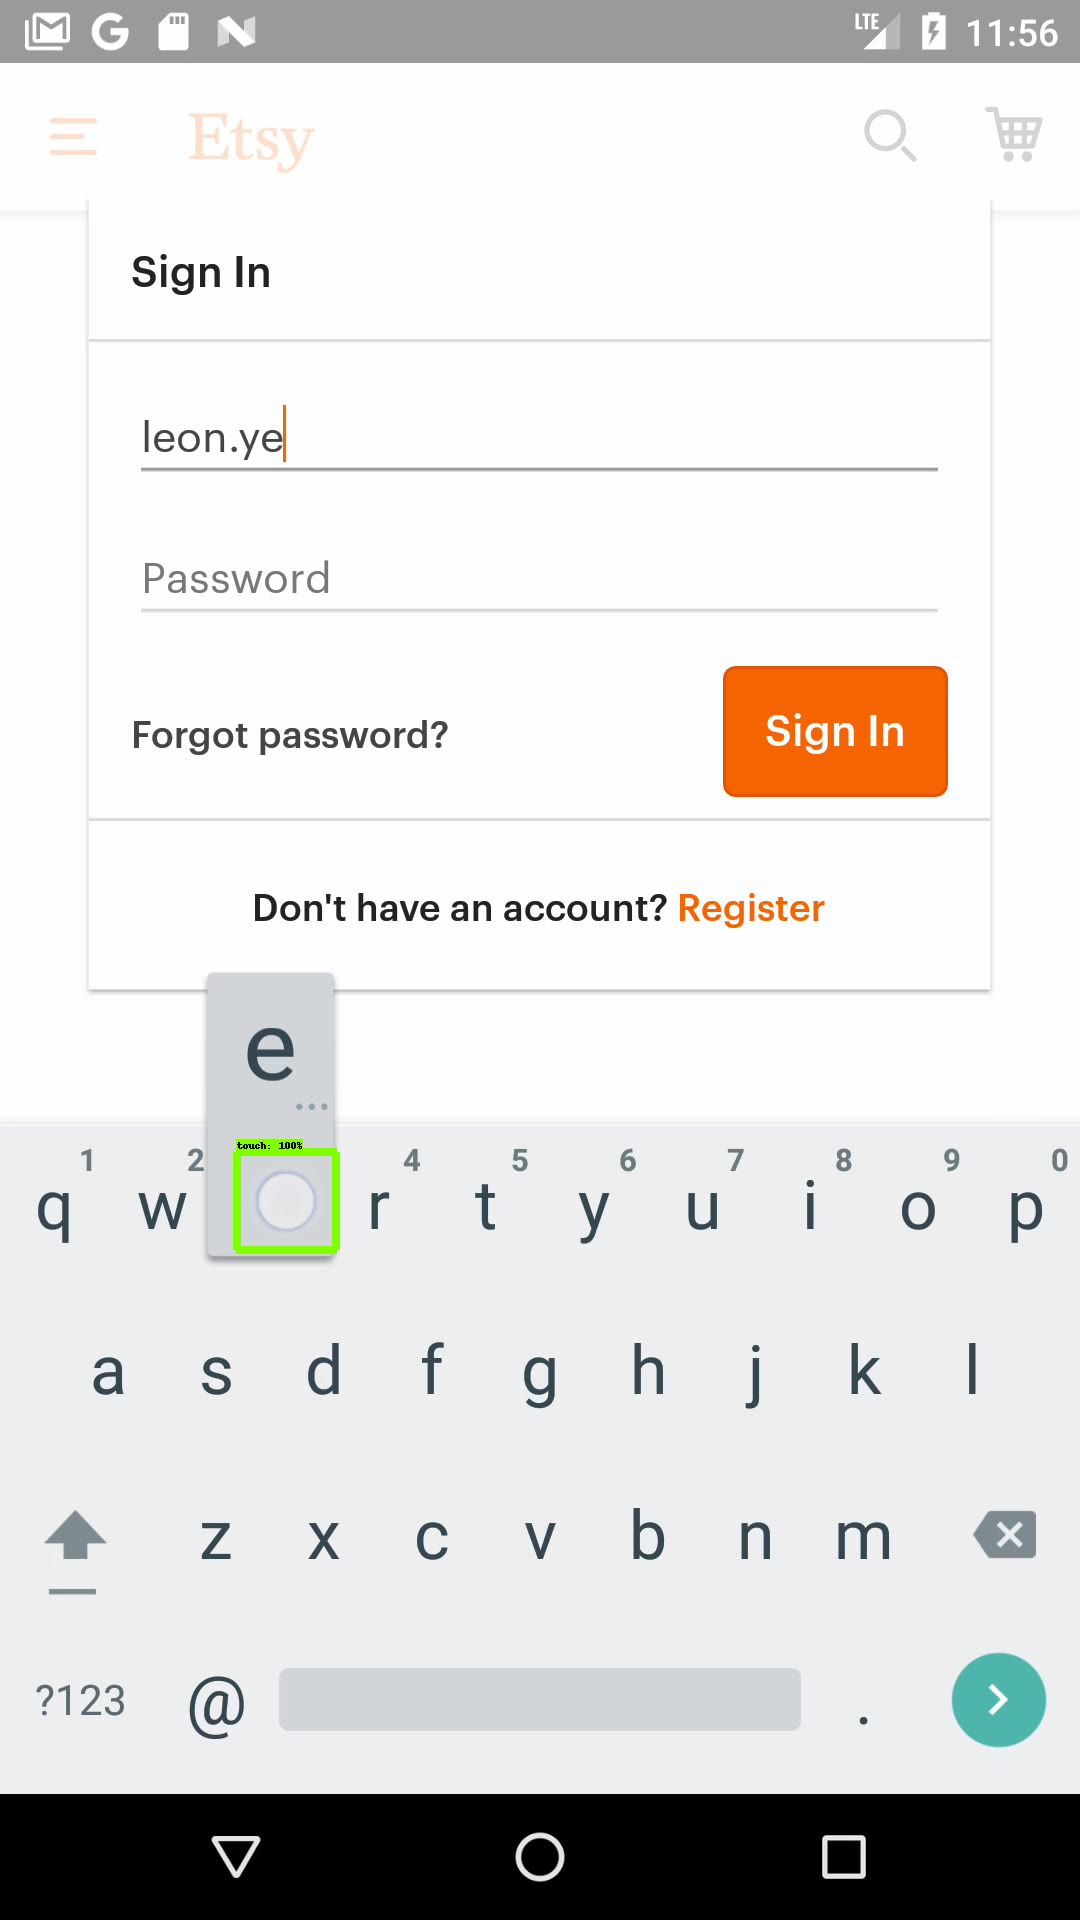 LTE 11:56
Etsy
Sign In
leon.ye
Password
Forgot password? Sign In
Don't have an account? Register
e
...
touch: 100%
1 2 4 5 6 7 8 9 0
q w r t y u i o p
a s d f g h j k l
z x c v b n m
?123 @ .